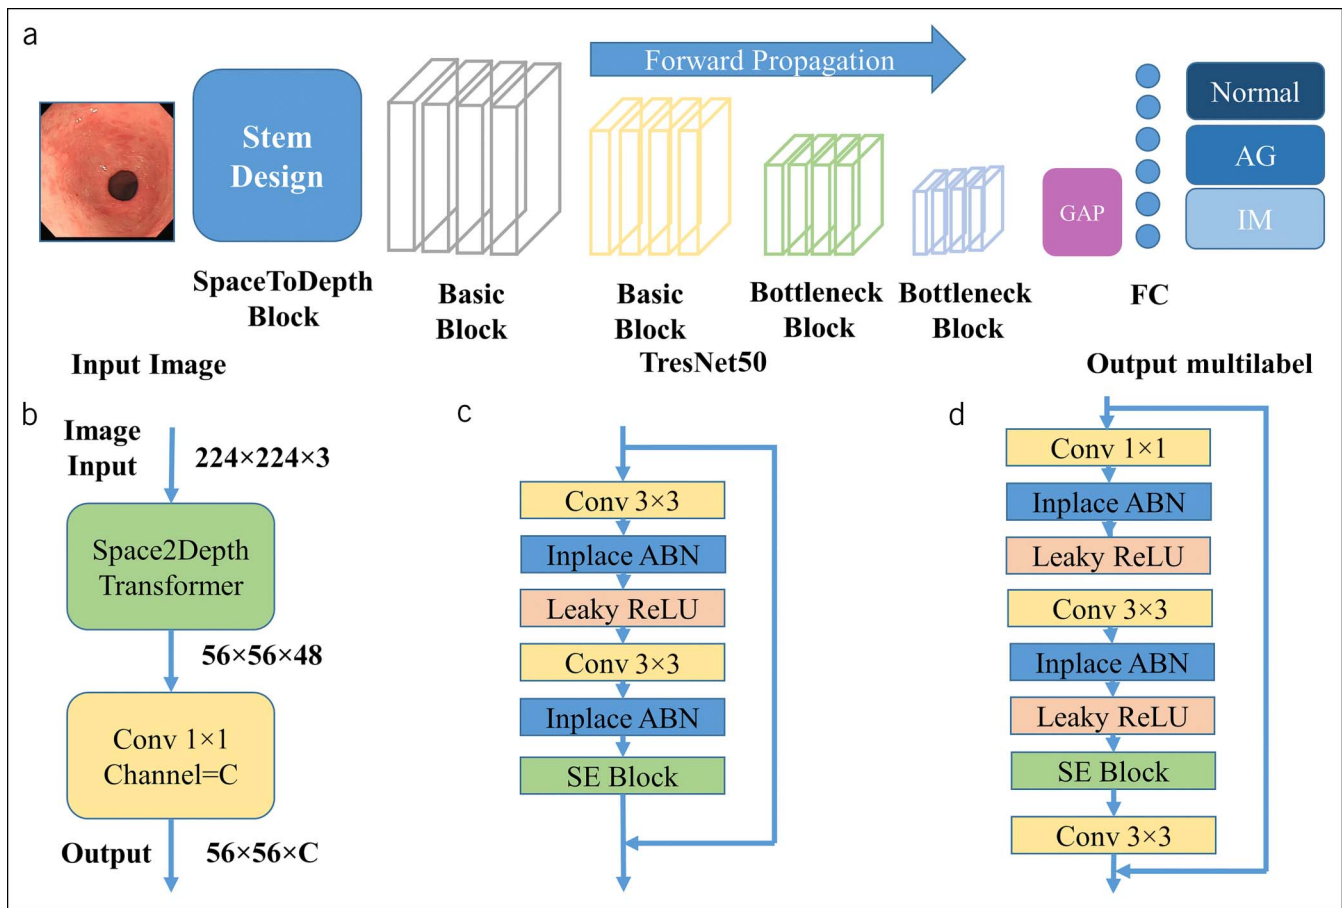 a
Forward Propagation
Stem
Design
Normal
AG
GAP
IM
SpaceToDepth
Block
Basic
Block
Basic
Block
Bottleneck
Block
Bottleneck
Block
FC
Input Image
TresNet50
Output multilabel
b
Image
Input
224×224×3
Space2Depth
Transformer
56×56×48
Conv 1×1
Channel=C
Output
56×56×C
c
Conv 3×3
Inplace ABN
Leaky ReLU
Conv 3×3
Inplace ABN
SE Block
d
Conv 1×1
Inplace ABN
Leaky ReLU
Conv 3×3
Inplace ABN
Leaky ReLU
SE Block
Conv 3×3